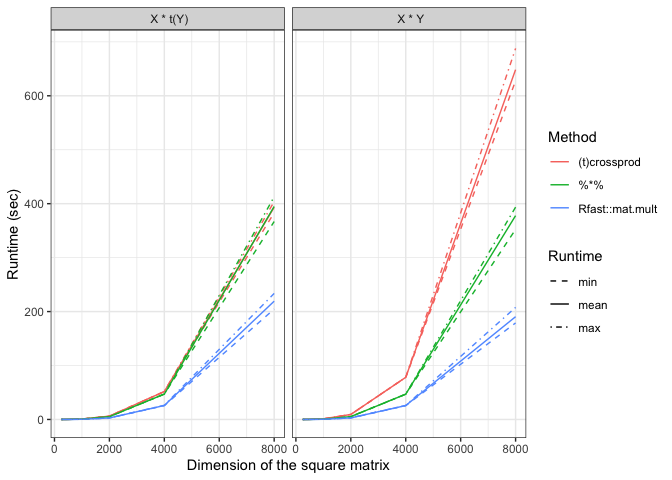 X * t(Y)
X * Y
600
400
200
0
0 2000 4000 6000 8000
0 2000 4000 6000 8000
Runtime (sec)
Dimension of the square matrix
Method
(t)crossprod
%*%
Rfast::mat.mult
Runtime
min
mean
max